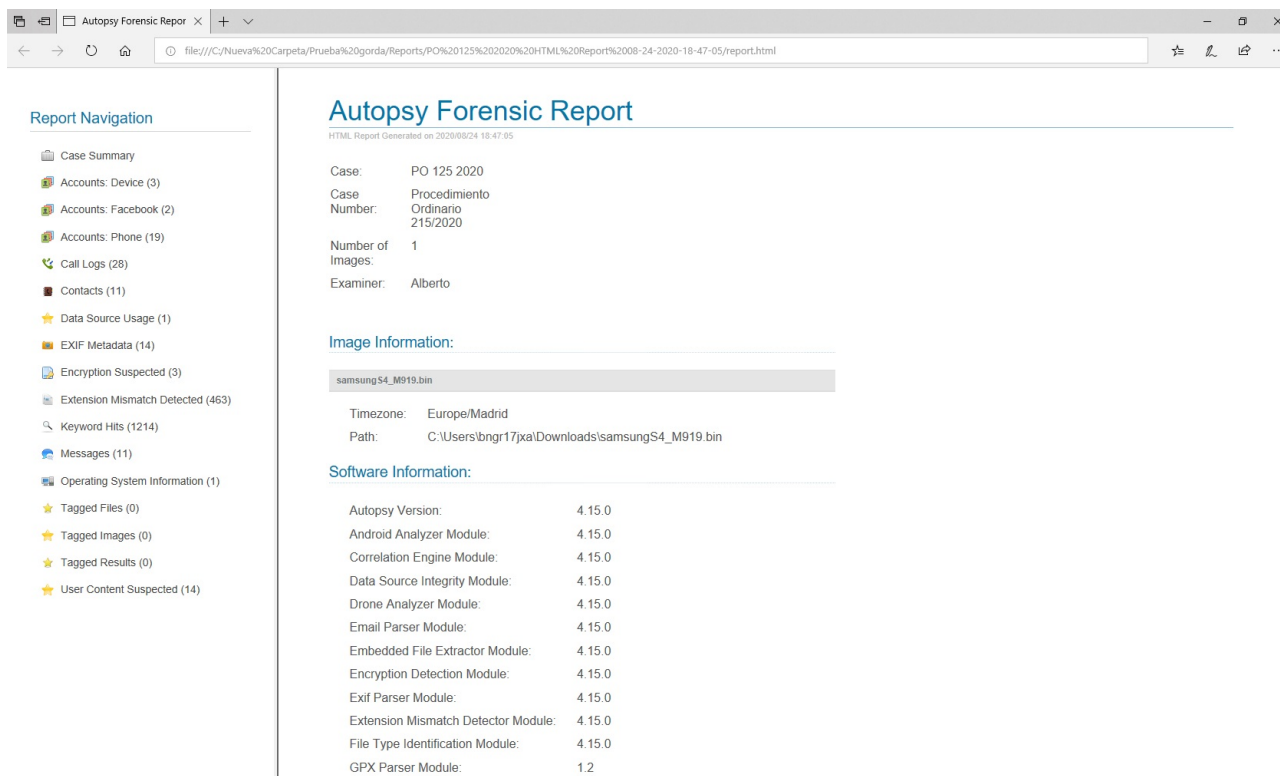 Autopsy Forensic Repor
file:///C:/Nueva%20Carpeta/Prueba%20gorda/Reports/PO%20125%202020%20HTML%20Report%2008-24-2020-18-47-05/report.html
Report Navigation
Case Summary
Accounts: Device (3)
Accounts: Facebook (2)
Accounts: Phone (19)
Call Logs (28)
Contacts (11)
Data Source Usage (1)
EXIF Metadata (14)
Encryption Suspected (3)
Extension Mismatch Detected (463)
Keyword Hits (1214)
Messages (11)
Operating System Information (1)
Tagged Files (0)
Tagged Images (0)
Tagged Results (0)
User Content Suspected (14)
Autopsy Forensic Report
HTML Report Generated on 2020/08/24 18:47:05
Case: PO 125 2020
Case Number: Procedimiento Ordinario 215/2020
Number of Images: 1
Examiner: Alberto
Image Information:
samsungS4_M919.bin
Timezone: Europe/Madrid
Path: C:\Users\bngr17jxa\Downloads\samsungS4_M919.bin
Software Information:
Autopsy Version: 4.15.0
Android Analyzer Module: 4.15.0
Correlation Engine Module: 4.15.0
Data Source Integrity Module: 4.15.0
Drone Analyzer Module: 4.15.0
Email Parser Module: 4.15.0
Embedded File Extractor Module: 4.15.0
Encryption Detection Module: 4.15.0
Exif Parser Module: 4.15.0
Extension Mismatch Detector Module: 4.15.0
File Type Identification Module: 4.15.0
GPX Parser Module: 1.2